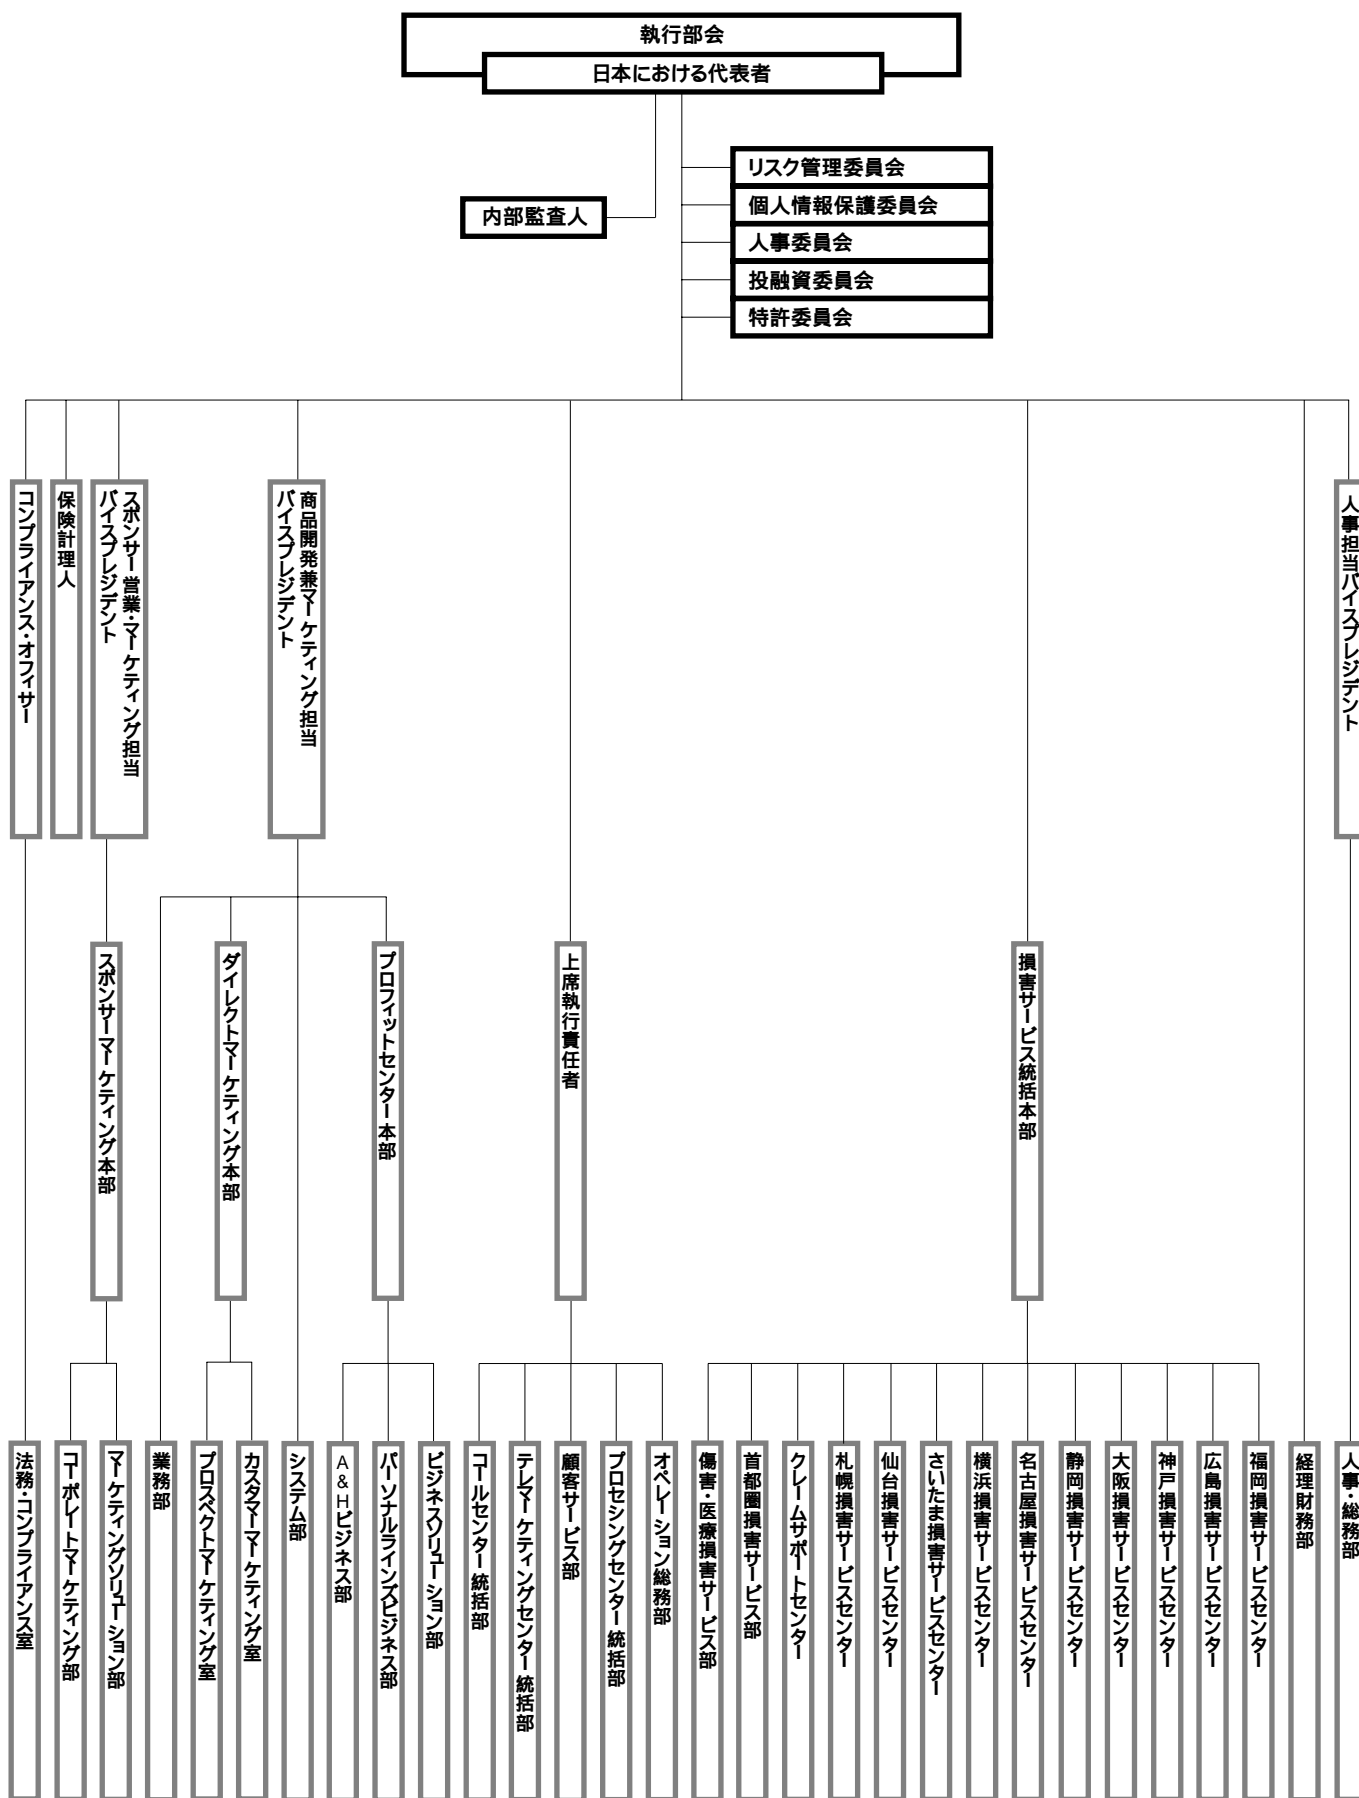 執行部会
日本における代表者
内部監査人
リスク管理委員会
個人情報保護委員会
人事委員会
投融資委員会
特許委員会
コンプライアンス・オフィサー
保険計理人
スポンサー営業・マーケティング担当
バイスプレジデント
商品開発兼マーケティング担当
バイスプレジデント
人事担当バイスプレジデント
スポンサーマーケティング本部
ダイレクトマーケティング本部
プロフィットセンター本部
上席執行責任者
損害サービス統括本部
法務・コンプライアンス室
コーポレートマーケティング部
マーケティングソリューション部
業務部
プロスペクトマーケティング室
カスタマーマーケティング室
システム部
A&Hビジネス部
パーソナルラインズビジネス部
ビジネスソリューション部
コールセンター統括部
テレマーケティングセンター統括部
顧客サービス部
プロセシングセンター統括部
オペレーション総務部
傷害・医療損害サービス部
首都圏損害サービス部
クレームサポートセンター
札幌損害サービスセンター
仙台損害サービスセンター
さいたま損害サービスセンター
横浜損害サービスセンター
名古屋損害サービスセンター
静岡損害サービスセンター
大阪損害サービスセンター
神戸損害サービスセンター
広島損害サービスセンター
福岡損害サービスセンター
経理財務部
人事・総務部